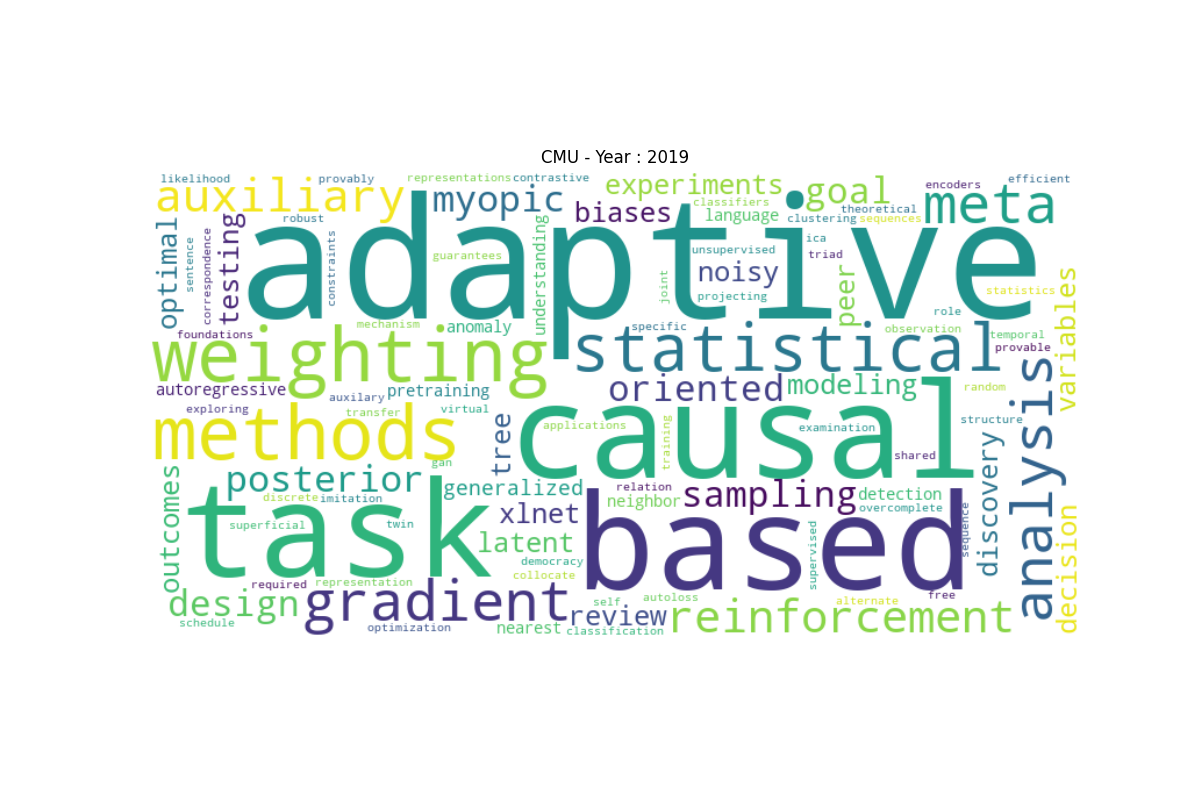 CMU - Year : 2019
likelihood
provably
representations
contrastive
experiments
encoders
efficient
auxiliary
myopic
biases
classifiers
language
goal
theoretical
clustering
sequences
meta
robust
optimal
sentence
correspondence
testing
constraints
adaptive
guarantees
understanding
unsupervised
noisy
joint
projecting
ica
triad
peer
statistics
variables
role
foundations
mechanism
anomaly
specific
observation
temporal
provable
weighting
statistical
autoregressive
auxilary
pretraining
oriented
modeling
random
exploring
transfer
virtual
methods
tree
causal
applications
training
examination
structure
shared
analysis
discovery
gan
posterior
discrete
imitation
generalized
relation
neighbor
sampling
detection
overcomplete
outcomes
superficial
twin
xlnet
task
latent
based
supervised
sequence
decision
democracy
collocate
required
representation
free
design
gradient
self
autoloss
alternate
schedule
optimization
nearest
review
classification
reinforcement